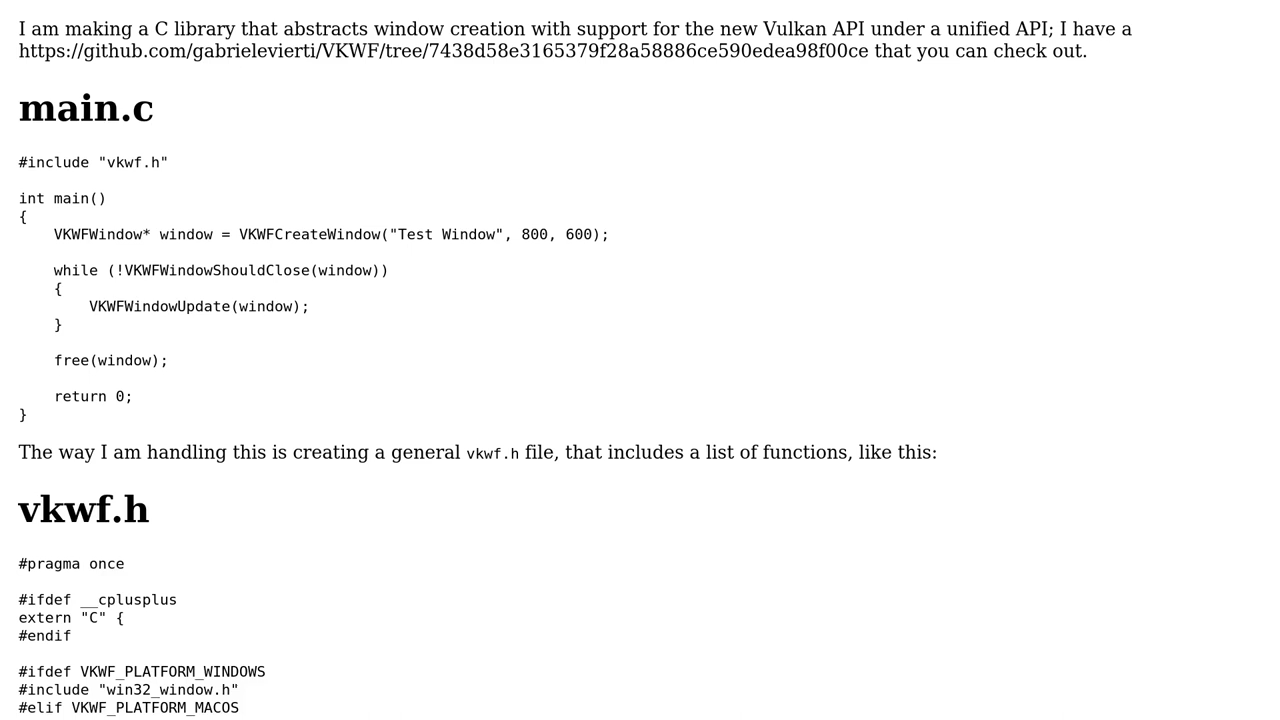 I am making a C library that abstracts window creation with support for the new Vulkan API under a unified API; I have a
https://github.com/gabrielevierti/VKWF/tree/7438d58e3165379f28a58886ce590edea98f00ce that you can check out.
main.c
#include "vkwf.h"
int main()
{
    VKWFWindow* window = VKWFCreateWindow("Test Window", 800, 600);
    while (!VKWFWindowShouldClose(window))
    {
        VKWFWindowUpdate(window);
    }
    free(window);
    return 0;
}
The way I am handling this is creating a general vkwf.h file, that includes a list of functions, like this:
vkwf.h
#pragma once
#ifdef __cplusplus
extern "C" {
#endif
#ifdef VKWF_PLATFORM_WINDOWS
#include "win32_window.h"
#elif VKWF_PLATFORM_MACOS